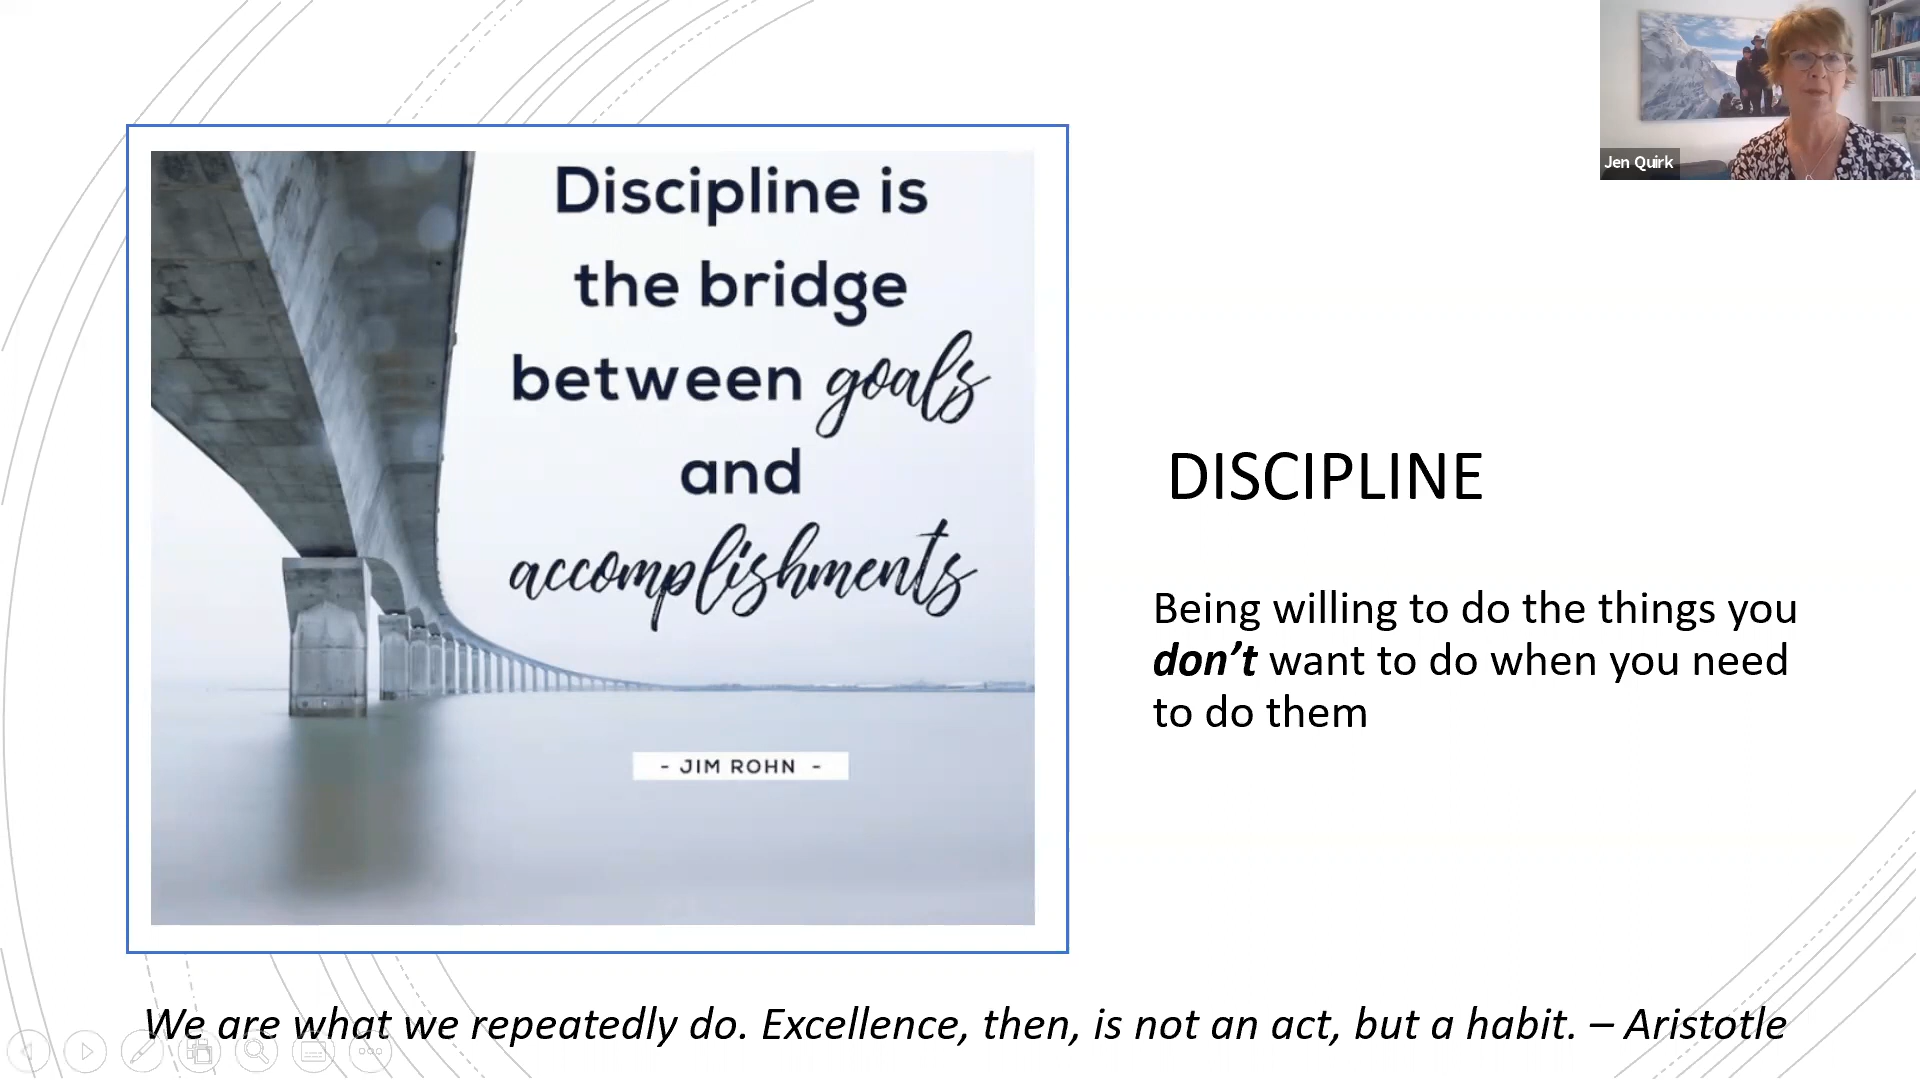 Discipline is
the bridge
between goals
and
accomplishments
- JIM ROHN -
Jen Quirk
DISCIPLINE
Being willing to do the things you
don't want to do when you need
to do them
We are what we repeatedly do. Excellence, then, is not an act, but a habit. – Aristotle